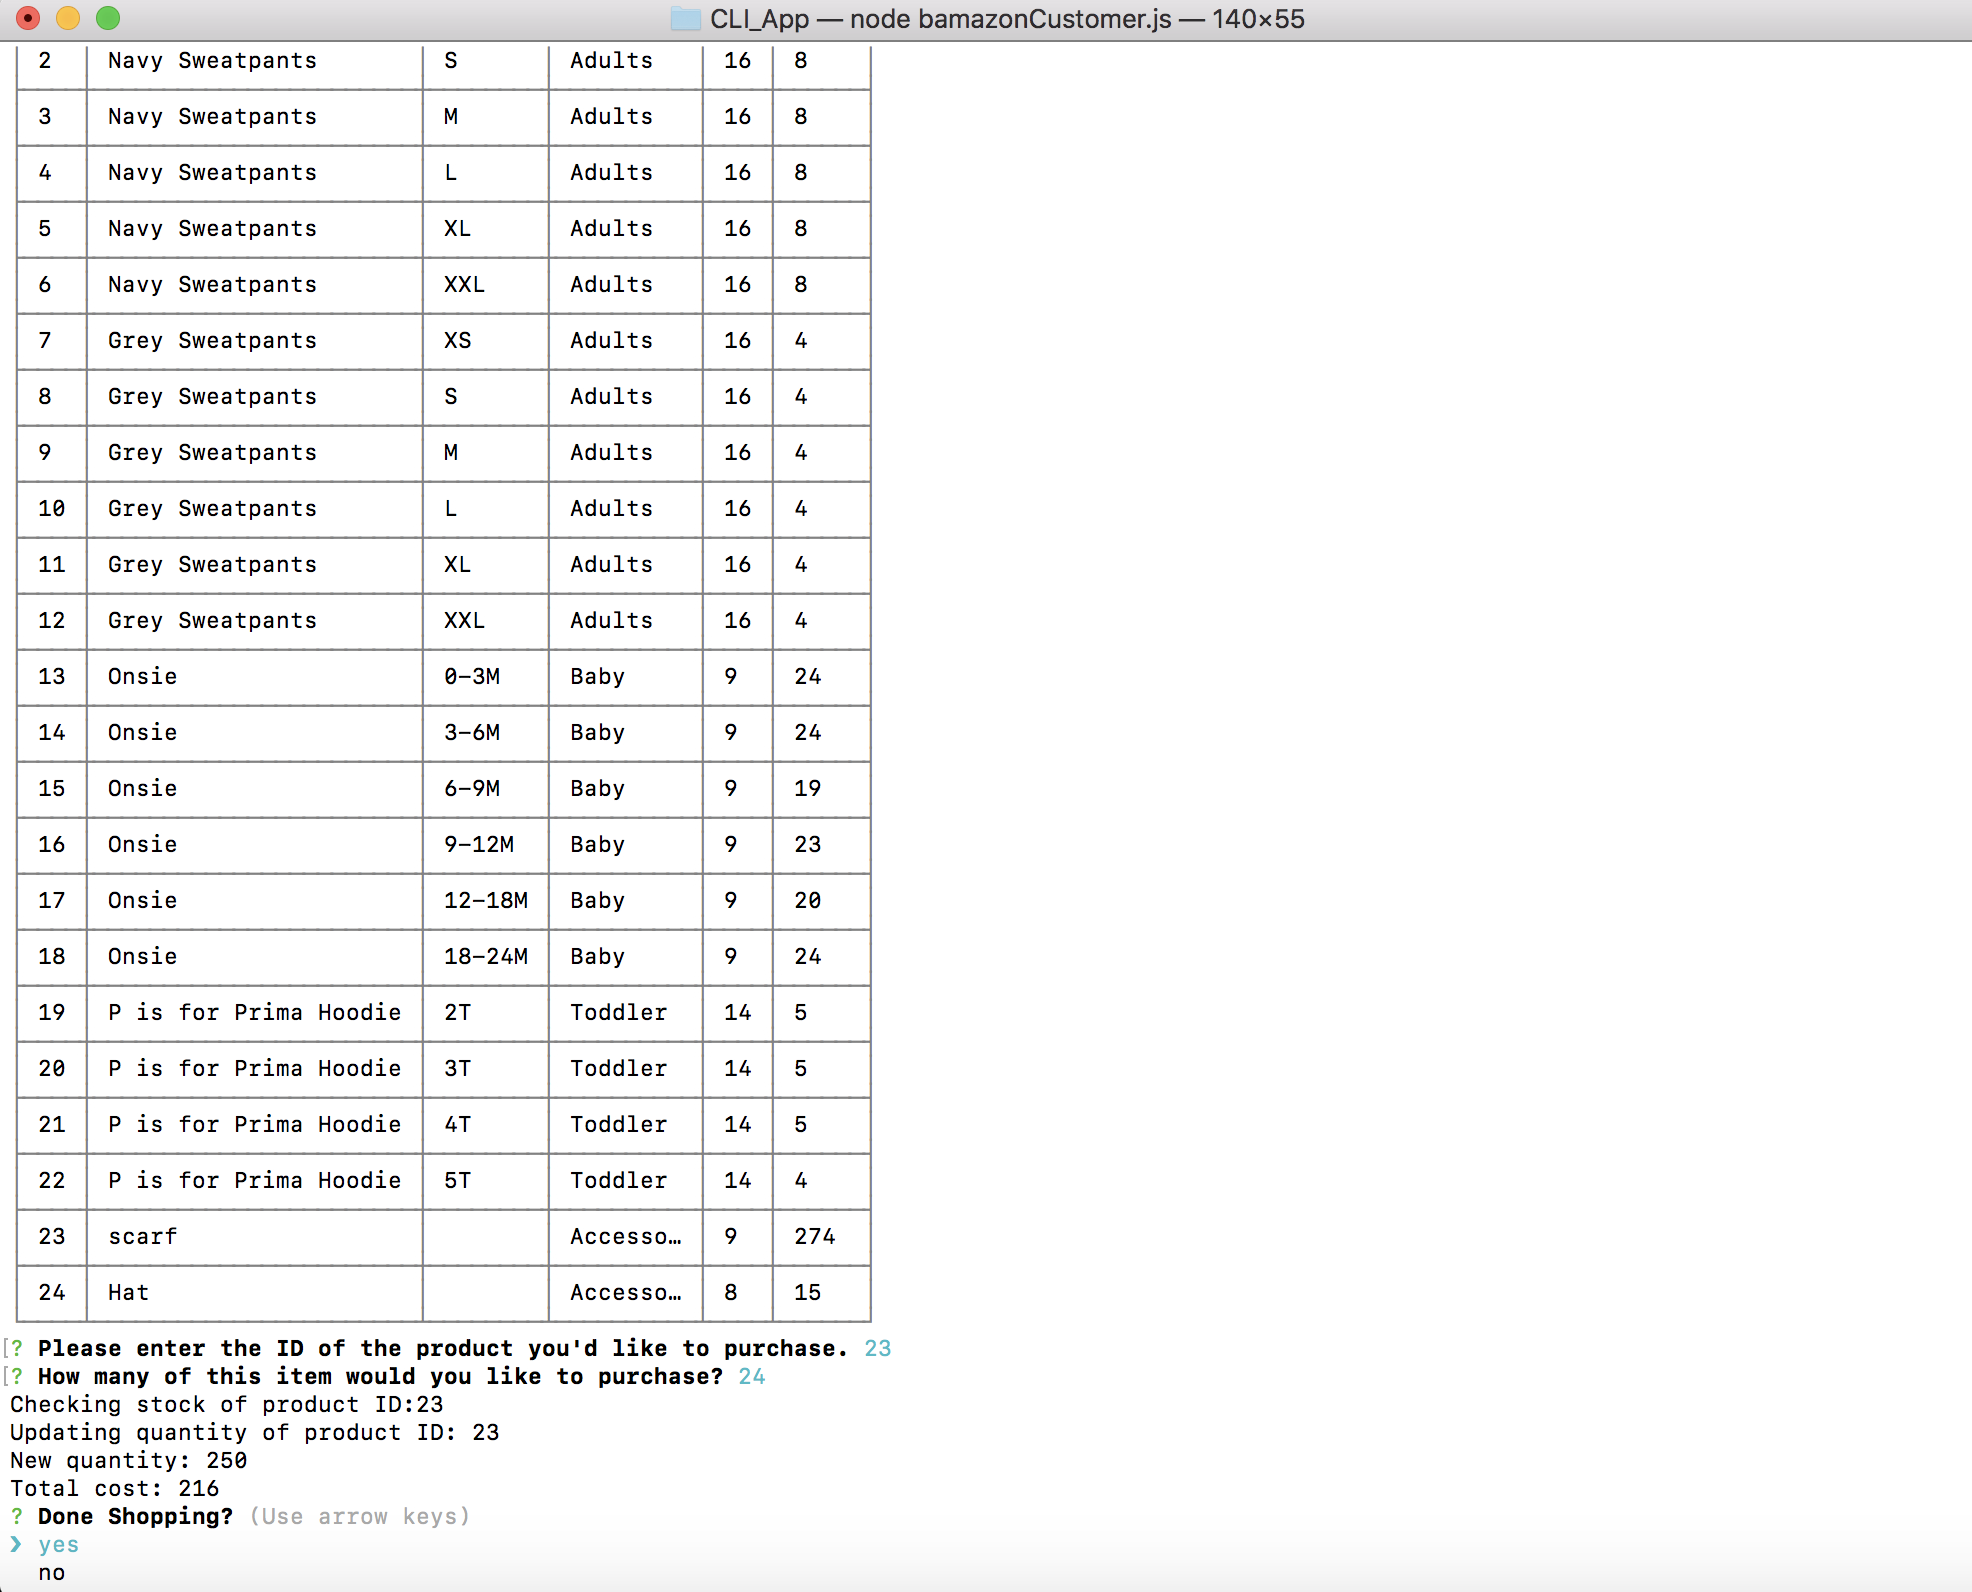 CLI_App — node bamazonCustomer.js — 140×55
2 Navy Sweatpants S Adults 16 8
3 Navy Sweatpants M Adults 16 8
4 Navy Sweatpants L Adults 16 8
5 Navy Sweatpants XL Adults 16 8
6 Navy Sweatpants XXL Adults 16 8
7 Grey Sweatpants XS Adults 16 4
8 Grey Sweatpants S Adults 16 4
9 Grey Sweatpants M Adults 16 4
10 Grey Sweatpants L Adults 16 4
11 Grey Sweatpants XL Adults 16 4
12 Grey Sweatpants XXL Adults 16 4
13 Onsie 0-3M Baby 9 24
14 Onsie 3-6M Baby 9 24
15 Onsie 6-9M Baby 9 19
16 Onsie 9-12M Baby 9 23
17 Onsie 12-18M Baby 9 20
18 Onsie 18-24M Baby 9 24
19 P is for Prima Hoodie 2T Toddler 14 5
20 P is for Prima Hoodie 3T Toddler 14 5
21 P is for Prima Hoodie 4T Toddler 14 5
22 P is for Prima Hoodie 5T Toddler 14 4
23 scarf Accesso… 9 274
24 Hat Accesso… 8 15
[? Please enter the ID of the product you'd like to purchase. 23
[? How many of this item would you like to purchase? 24
Checking stock of product ID:23
Updating quantity of product ID: 23
New quantity: 250
Total cost: 216
? Done Shopping? (Use arrow keys)
❯ yes
no